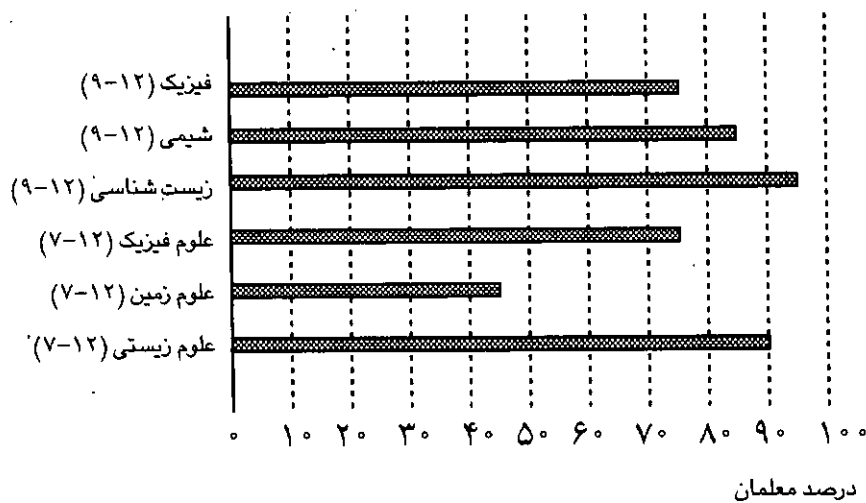 فیزیک (۹-۱۲)
شیمی (۹-۱۲)
زیست شناسی (۹-۱۲)
علوم فیزیک (۷-۱۲)
علوم زمین (۷-۱۲)
علوم زیستی (۷-۱۲)
۰ ۱۰ ۲۰ ۳۰ ۴۰ ۵۰ ۶۰ ۷۰ ۸۰ ۹۰ ۱۰۰
درصد معلمان